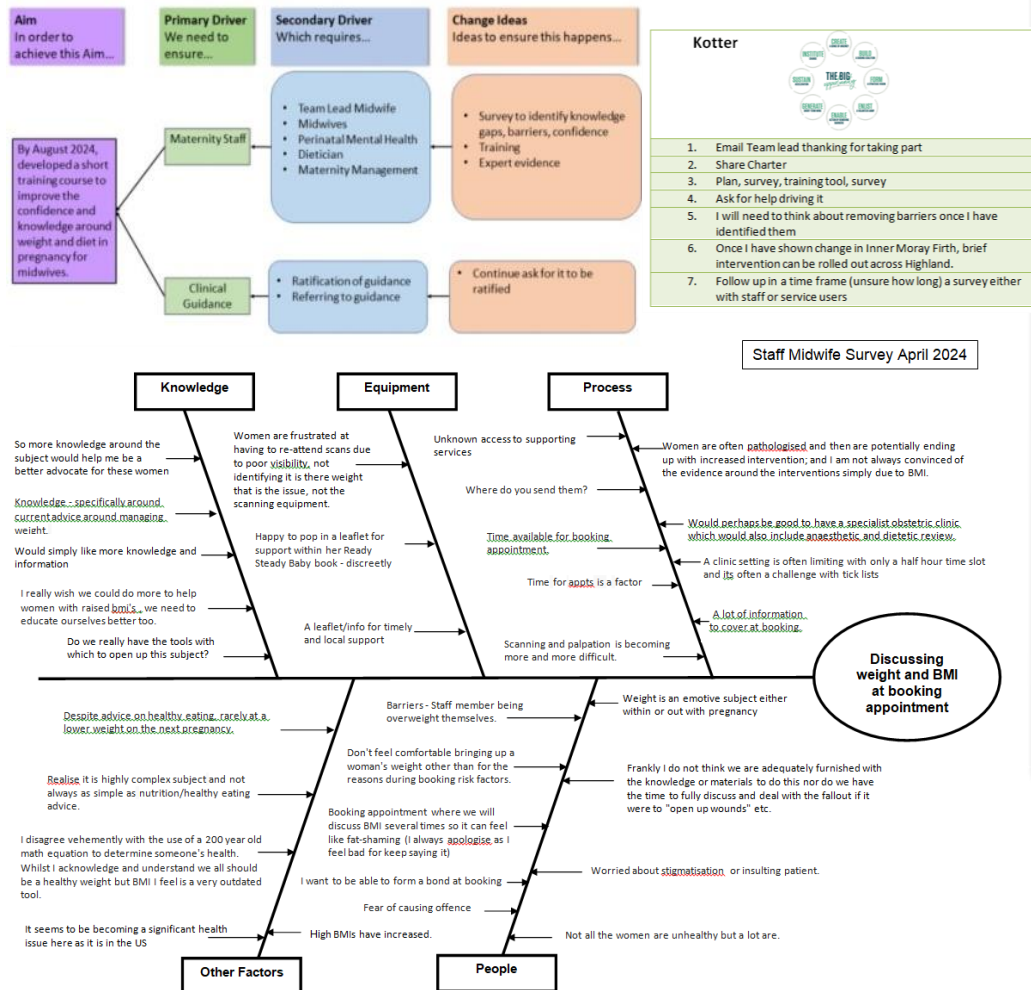 Aim
In order to
achieve this Aim...
Primary Driver
We need to
ensure...
Secondary Driver
Which requires...
Change Ideas
Ideas to ensure this happens...
By August 2024,
developed a short
training course to
improve the
confidence and
knowledge around
weight and diet in
pregnancy for
midwives.
Maternity Staff
• Team Lead Midwife
• Midwives
• Perinatal Mental Health
• Dietician
• Maternity Management
• Survey to identify knowledge
gaps, barriers, confidence
• Training
• Expert evidence
Clinical
Guidance
• Ratification of guidance
• Referring to guidance
• Continue ask for it to be
ratified
Kotter
CREATE
BUILD
FORM
ENLIST
ENABLE
GENERATE
SUSTAIN
INSTITUTE
THE BIG
opportunity
1. Email Team lead thanking for taking part
2. Share Charter
3. Plan, survey, training tool, survey
4. Ask for help driving it
5. I will need to think about removing barriers once I have
identified them
6. Once I have shown change in Inner Moray Firth, brief
intervention can be rolled out across Highland.
7. Follow up in a time frame (unsure how long) a survey either
with staff or service users
Staff Midwife Survey April 2024
Knowledge
So more knowledge around the
subject would help me be a
better advocate for these women
Knowledge - specifically around
current advice around managing
weight.
Would simply like more knowledge and
information
I really wish we could do more to help
women with raised bmi's , we need to
educate ourselves better too.
Do we really have the tools with
which to open up this subject?
Equipment
Women are frustrated at
having to re-attend scans due
to poor visibility, not
identifying it is there weight
that is the issue, not the
scanning equipment.
Happy to pop in a leaflet for
support within her Ready
Steady Baby book - discreetly
A leaflet/info for timely
and local support
Process
Unknown access to supporting
services
Where do you send them?
Time available for booking
appointment.
Time for appts is a factor
Scanning and palpation is becoming
more and more difficult.
Women are often pathologised and then are potentially ending
up with increased intervention; and I am not always convinced of
the evidence around the interventions simply due to BMI.
Would perhaps be good to have a specialist obstetric clinic
which would also include anaesthetic and dietetic review.
A clinic setting is often limiting with only a half hour time slot
and its often a challenge with tick lists
A lot of information
to cover at booking.
Discussing
weight and BMI
at booking
appointment
Despite advice on healthy eating, rarely at a
lower weight on the next pregnancy.
Realise it is highly complex subject and not
always as simple as nutrition/healthy eating
advice.
I disagree vehemently with the use of a 200 year old
math equation to determine someone's health.
Whilst I acknowledge and understand we all should
be a healthy weight but BMI I feel is a very outdated
tool.
It seems to be becoming a significant health
issue here as it is in the US
High BMIs have increased.
Other Factors
Barriers - Staff member being
overweight themselves.
Don't feel comfortable bringing up a
woman's weight other than for the
reasons during booking risk factors.
Booking appointment where we will
discuss BMI several times so it can feel
like fat-shaming (I always apologise as I
feel bad for keep saying it)
I want to be able to form a bond at booking
Fear of causing offence
Weight is an emotive subject either
within or out with pregnancy
Frankly I do not think we are adequately furnished with
the knowledge or materials to do this nor do we have
the time to fully discuss and deal with the fallout if it
were to "open up wounds" etc.
Worried about stigmatisation or insulting patient.
Not all the women are unhealthy but a lot are.
People